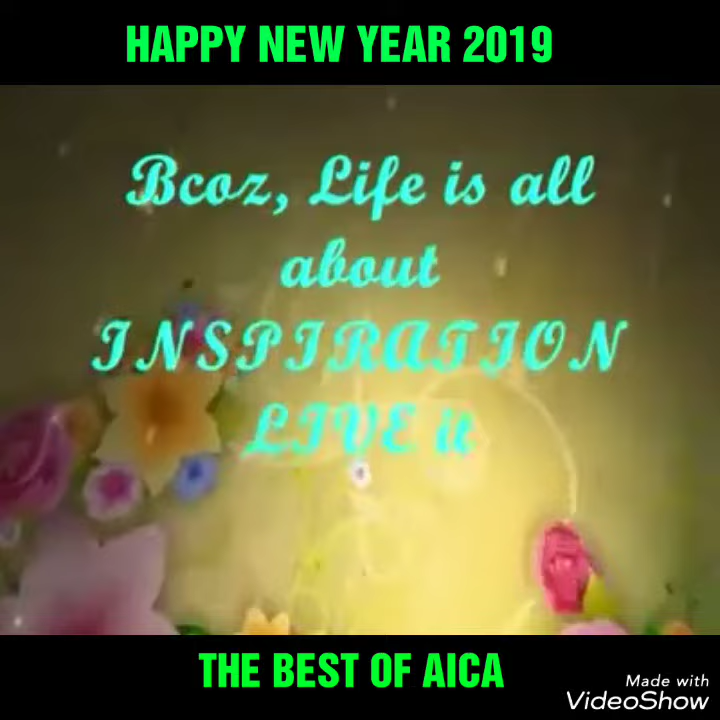 HAPPY NEW YEAR 2019
Bcoz, Life is all
about
INSPIRATION
LIVE it
THE BEST OF AICA
Made with
VideoShow